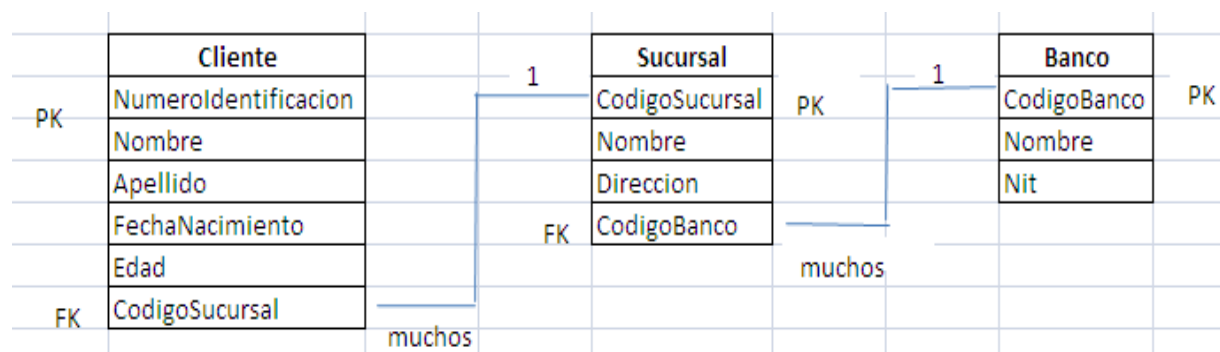 Cliente
PK
NumeroIdentificacion
Nombre
Apellido
FechaNacimiento
Edad
FK
CodigoSucursal
muchos
1
Sucursal
CodigoSucursal
PK
Nombre
Direccion
FK
CodigoBanco
muchos
1
Banco
CodigoBanco
PK
Nombre
Nit